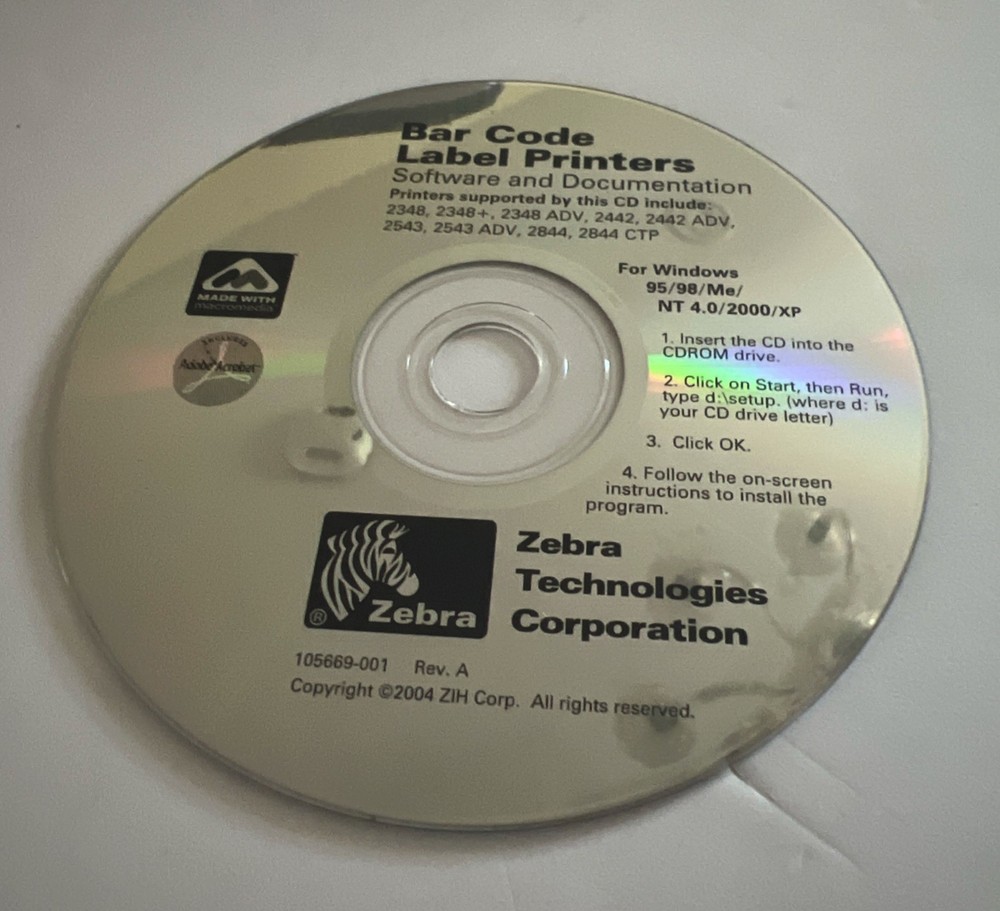 Bar Code
Label Printers
Software and Documentation
Printers supported by this CD include:
2348, 2348+, 2348 ADV, 2442, 2442 ADV,
2543, 2543 ADV, 2844, 2844 CTP
MADE WITH
macromedia
INCLUDES
Adobe Acrobat
For Windows
95/98/Me/
NT 4.0/2000/XP
1. Insert the CD into the
CDROM drive.
2. Click on Start, then Run,
type d:\setup. (where d: is
your CD drive letter)
3. Click OK.
4. Follow the on-screen
instructions to install the
program.
® Zebra
Zebra
Technologies
Corporation
105669-001 Rev. A
Copyright ©2004 ZIH Corp. All rights reserved.